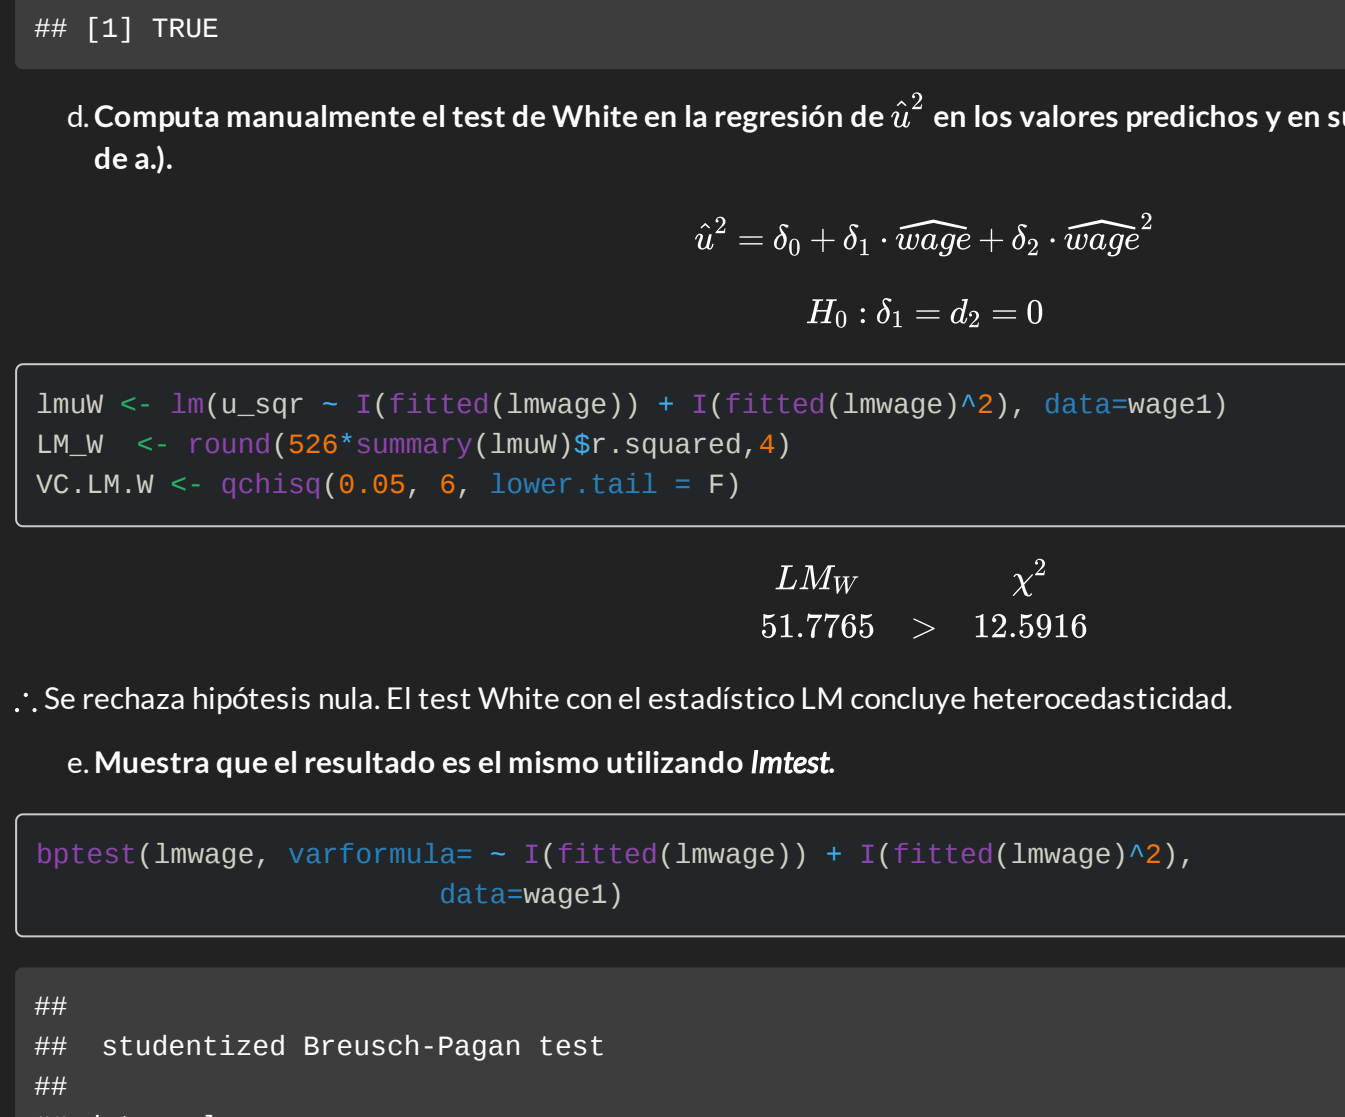 ## [1] TRUE
d. Computa manualmente el test de White en la regresión de û² en los valores predichos y en
de a.).
û² = δ₀ + δ₁ · \widehat{wage} + δ₂ · \widehat{wage}²
H₀ : δ₁ = d₂ = 0
lmuW <- lm(u_sqr ~ I(fitted(lmwage)) + I(fitted(lmwage)^2), data=wage1)
LM_W  <- round(526*summary(lmuW)$r.squared,4)
VC.LM.W <- qchisq(0.05, 6, lower.tail = F)
LM_W χ²
51.7765 > 12.5916
∴ Se rechaza hipótesis nula. El test White con el estadístico LM concluye heterocedasticidad.
e. Muestra que el resultado es el mismo utilizando lmtest.
bptest(lmwage, varformula= ~ I(fitted(lmwage)) + I(fitted(lmwage)^2),
data=wage1)
##
##  studentized Breusch-Pagan test
##